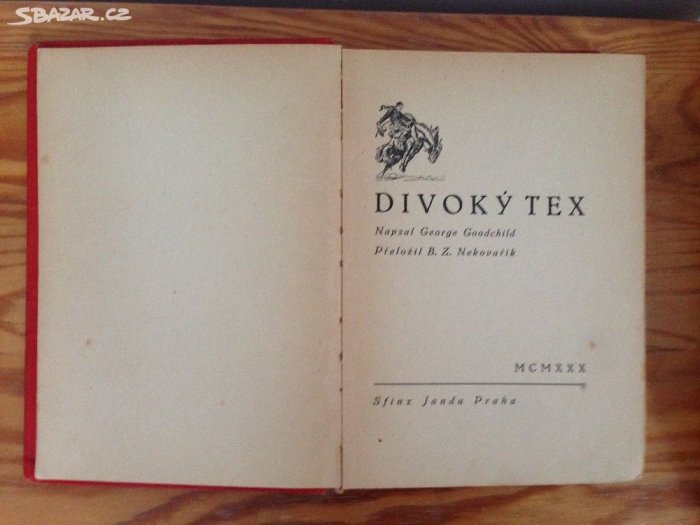 SBAZAR.CZ
DIVOKÝ TEX
Napsal George Goodchild
Přeložil B. Z. Nekovařík
MCMXXX
Sfinx Janda Praha